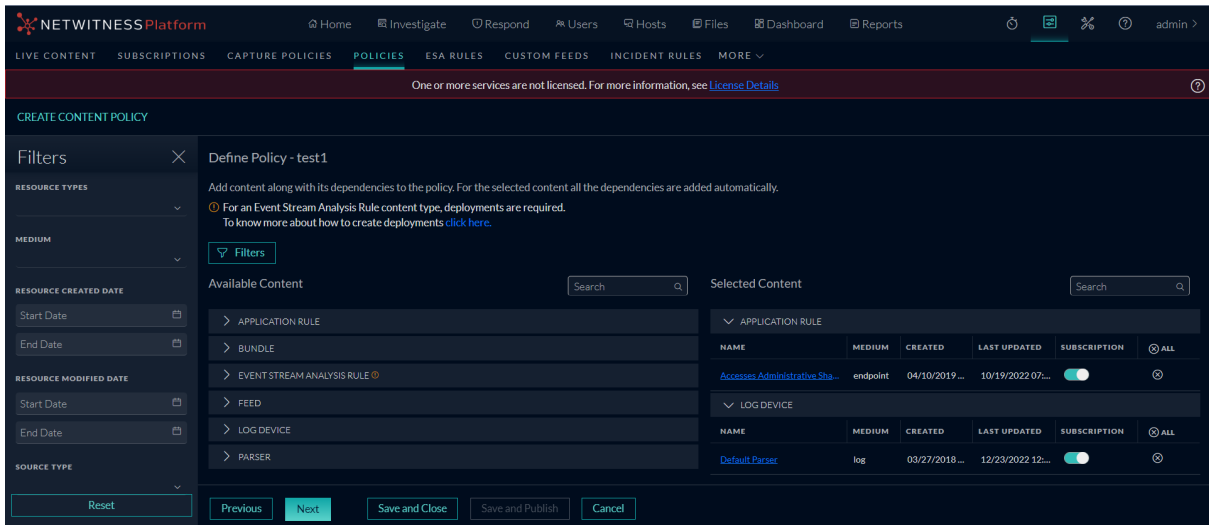 NETWITNESS Platform
Home Investigate Respond Users Hosts Files Dashboard Reports admin >
LIVE CONTENT SUBSCRIPTIONS CAPTURE POLICIES POLICIES ESA RULES CUSTOM FEEDS INCIDENT RULES MORE
One or more services are not licensed. For more information, see License Details
CREATE CONTENT POLICY
Filters
RESOURCE TYPES
MEDIUM
RESOURCE CREATED DATE
Start Date
End Date
RESOURCE MODIFIED DATE
Start Date
End Date
SOURCE TYPE
Reset
Define Policy - test1
Add content along with its dependencies to the policy. For the selected content all the dependencies are added automatically.
For an Event Stream Analysis Rule content type, deployments are required.
To know more about how to create deployments click here.
Filters
Available Content Search
APPLICATION RULE
BUNDLE
EVENT STREAM ANALYSIS RULE
FEED
LOG DEVICE
PARSER
Selected Content Search
APPLICATION RULE
NAME MEDIUM CREATED LAST UPDATED SUBSCRIPTION ALL
Accesses Administrative Sha... endpoint 04/10/2019 ... 10/19/2022 07:...
LOG DEVICE
NAME MEDIUM CREATED LAST UPDATED SUBSCRIPTION ALL
Default Parser log 03/27/2018 ... 12/23/2022 12:...
Previous Next Save and Close Save and Publish Cancel